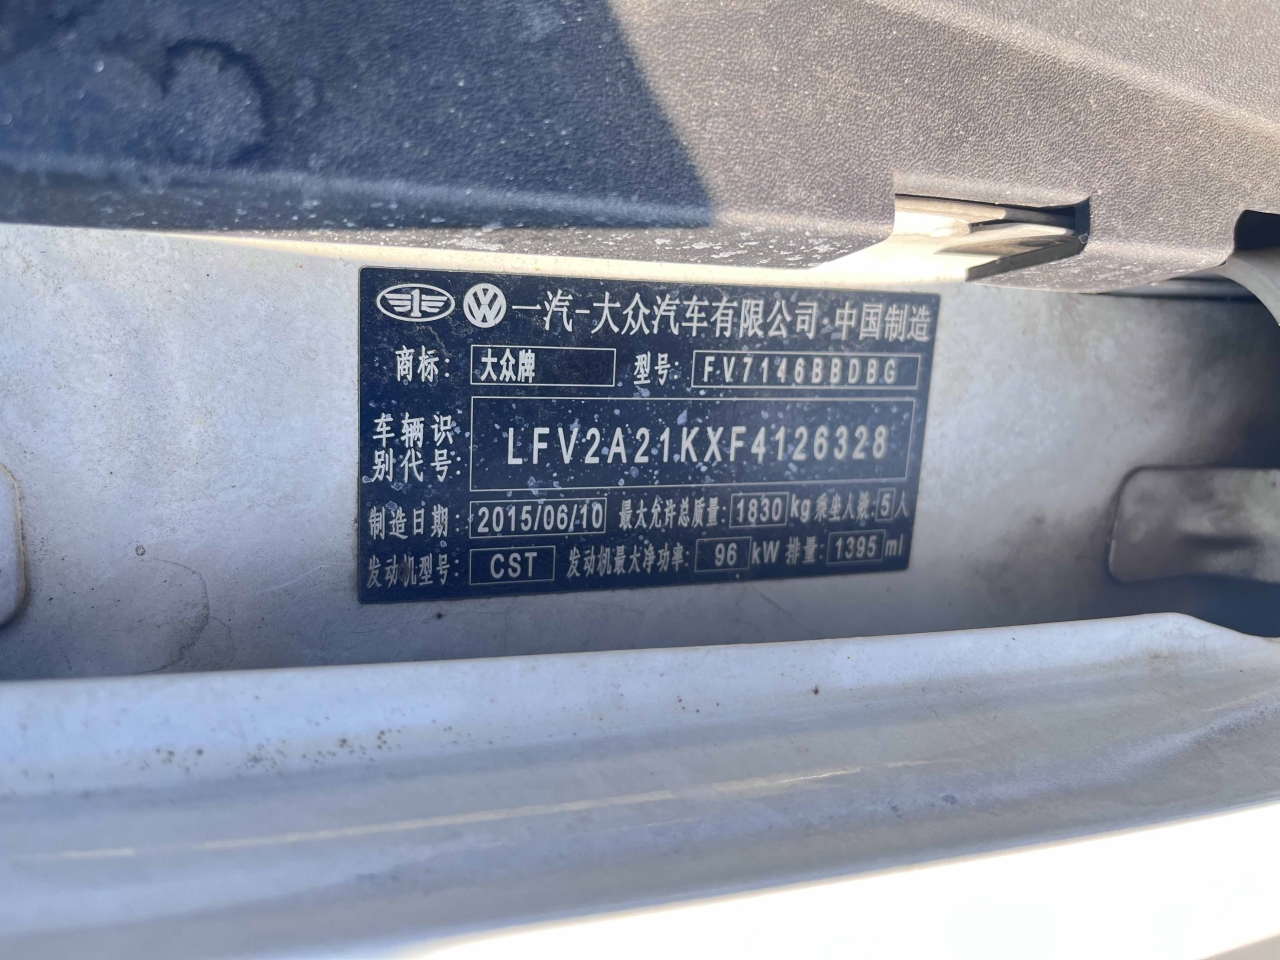 一汽-大众汽车有限公司 中国制造
商标: 大众牌 型号: FV7146BBDBG
车辆识别代号: LFV2A21KXF4126328
制造日期: 2015/06/10 最大允许总质量: 1830 kg 乘坐人数: 5 人
发动机型号: CST 发动机最大净功率: 96 kW 排量: 1395 ml